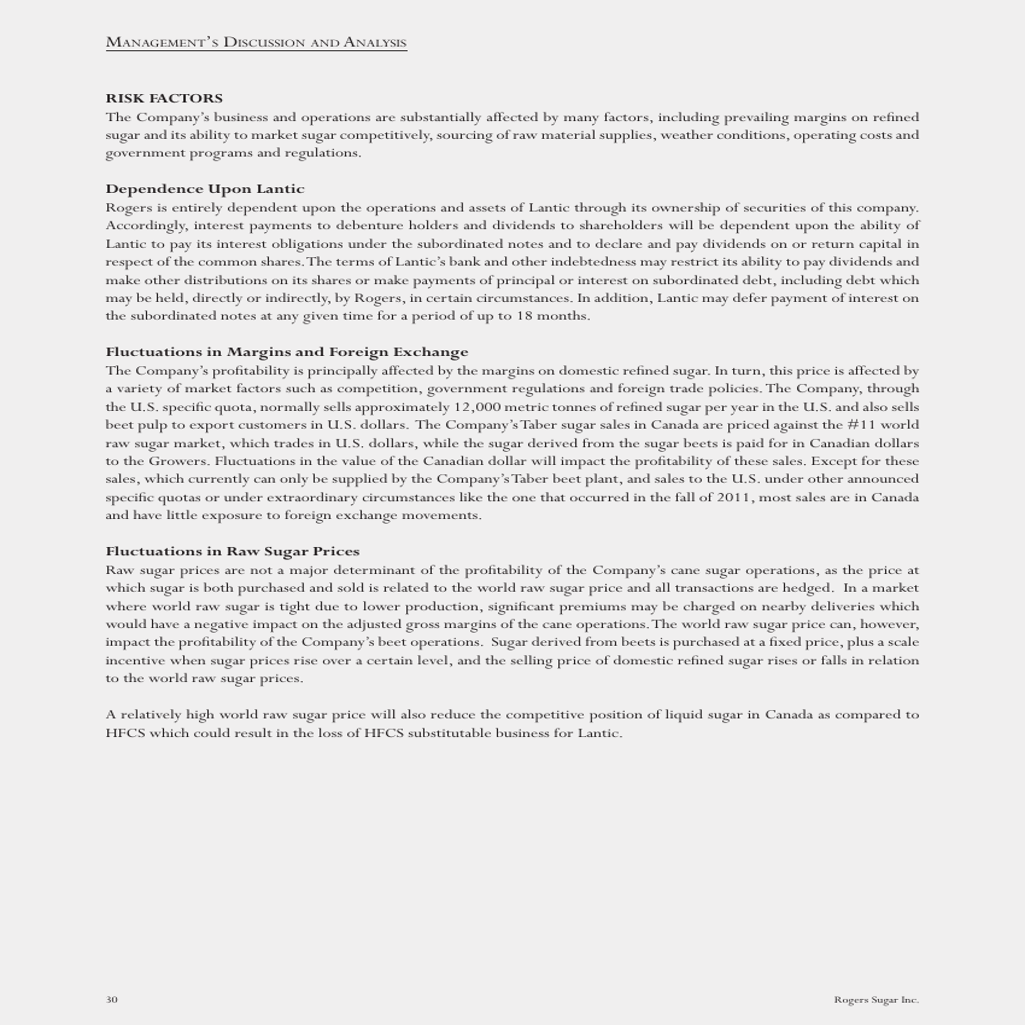 Management's Discussion and Analysis
RISK FACTORS
The Company's business and operations are substantially affected by many factors, including prevailing margins on refined
sugar and its ability to market sugar competitively, sourcing of raw material supplies, weather conditions, operating costs and
government programs and regulations.
Dependence Upon Lantic
Rogers is entirely dependent upon the operations and assets of Lantic through its ownership of securities of this company.
Accordingly, interest payments to debenture holders and dividends to shareholders will be dependent upon the ability of
Lantic to pay its interest obligations under the subordinated notes and to declare and pay dividends on or return capital in
respect of the common shares. The terms of Lantic's bank and other indebtedness may restrict its ability to pay dividends and
make other distributions on its shares or make payments of principal or interest on subordinated debt, including debt which
may be held, directly or indirectly, by Rogers, in certain circumstances. In addition, Lantic may defer payment of interest on
the subordinated notes at any given time for a period of up to 18 months.
Fluctuations in Margins and Foreign Exchange
The Company's profitability is principally affected by the margins on domestic refined sugar. In turn, this price is affected by
a variety of market factors such as competition, government regulations and foreign trade policies. The Company, through
the U.S. specific quota, normally sells approximately 12,000 metric tonnes of refined sugar per year in the U.S. and also sells
beet pulp to export customers in U.S. dollars. The Company's Taber sugar sales in Canada are priced against the #11 world
raw sugar market, which trades in U.S. dollars, while the sugar derived from the sugar beets is paid for in Canadian dollars
to the Growers. Fluctuations in the value of the Canadian dollar will impact the profitability of these sales. Except for these
sales, which currently can only be supplied by the Company's Taber beet plant, and sales to the U.S. under other announced
specific quotas or under extraordinary circumstances like the one that occurred in the fall of 2011, most sales are in Canada
and have little exposure to foreign exchange movements.
Fluctuations in Raw Sugar Prices
Raw sugar prices are not a major determinant of the profitability of the Company's cane sugar operations, as the price at
which sugar is both purchased and sold is related to the world raw sugar price and all transactions are hedged. In a market
where world raw sugar is tight due to lower production, significant premiums may be charged on nearby deliveries which
would have a negative impact on the adjusted gross margins of the cane operations. The world raw sugar price can, however,
impact the profitability of the Company's beet operations. Sugar derived from beets is purchased at a fixed price, plus a scale
incentive when sugar prices rise over a certain level, and the selling price of domestic refined sugar rises or falls in relation
to the world raw sugar prices.
A relatively high world raw sugar price will also reduce the competitive position of liquid sugar in Canada as compared to
HFCS which could result in the loss of HFCS substitutable business for Lantic.
30
Rogers Sugar Inc.